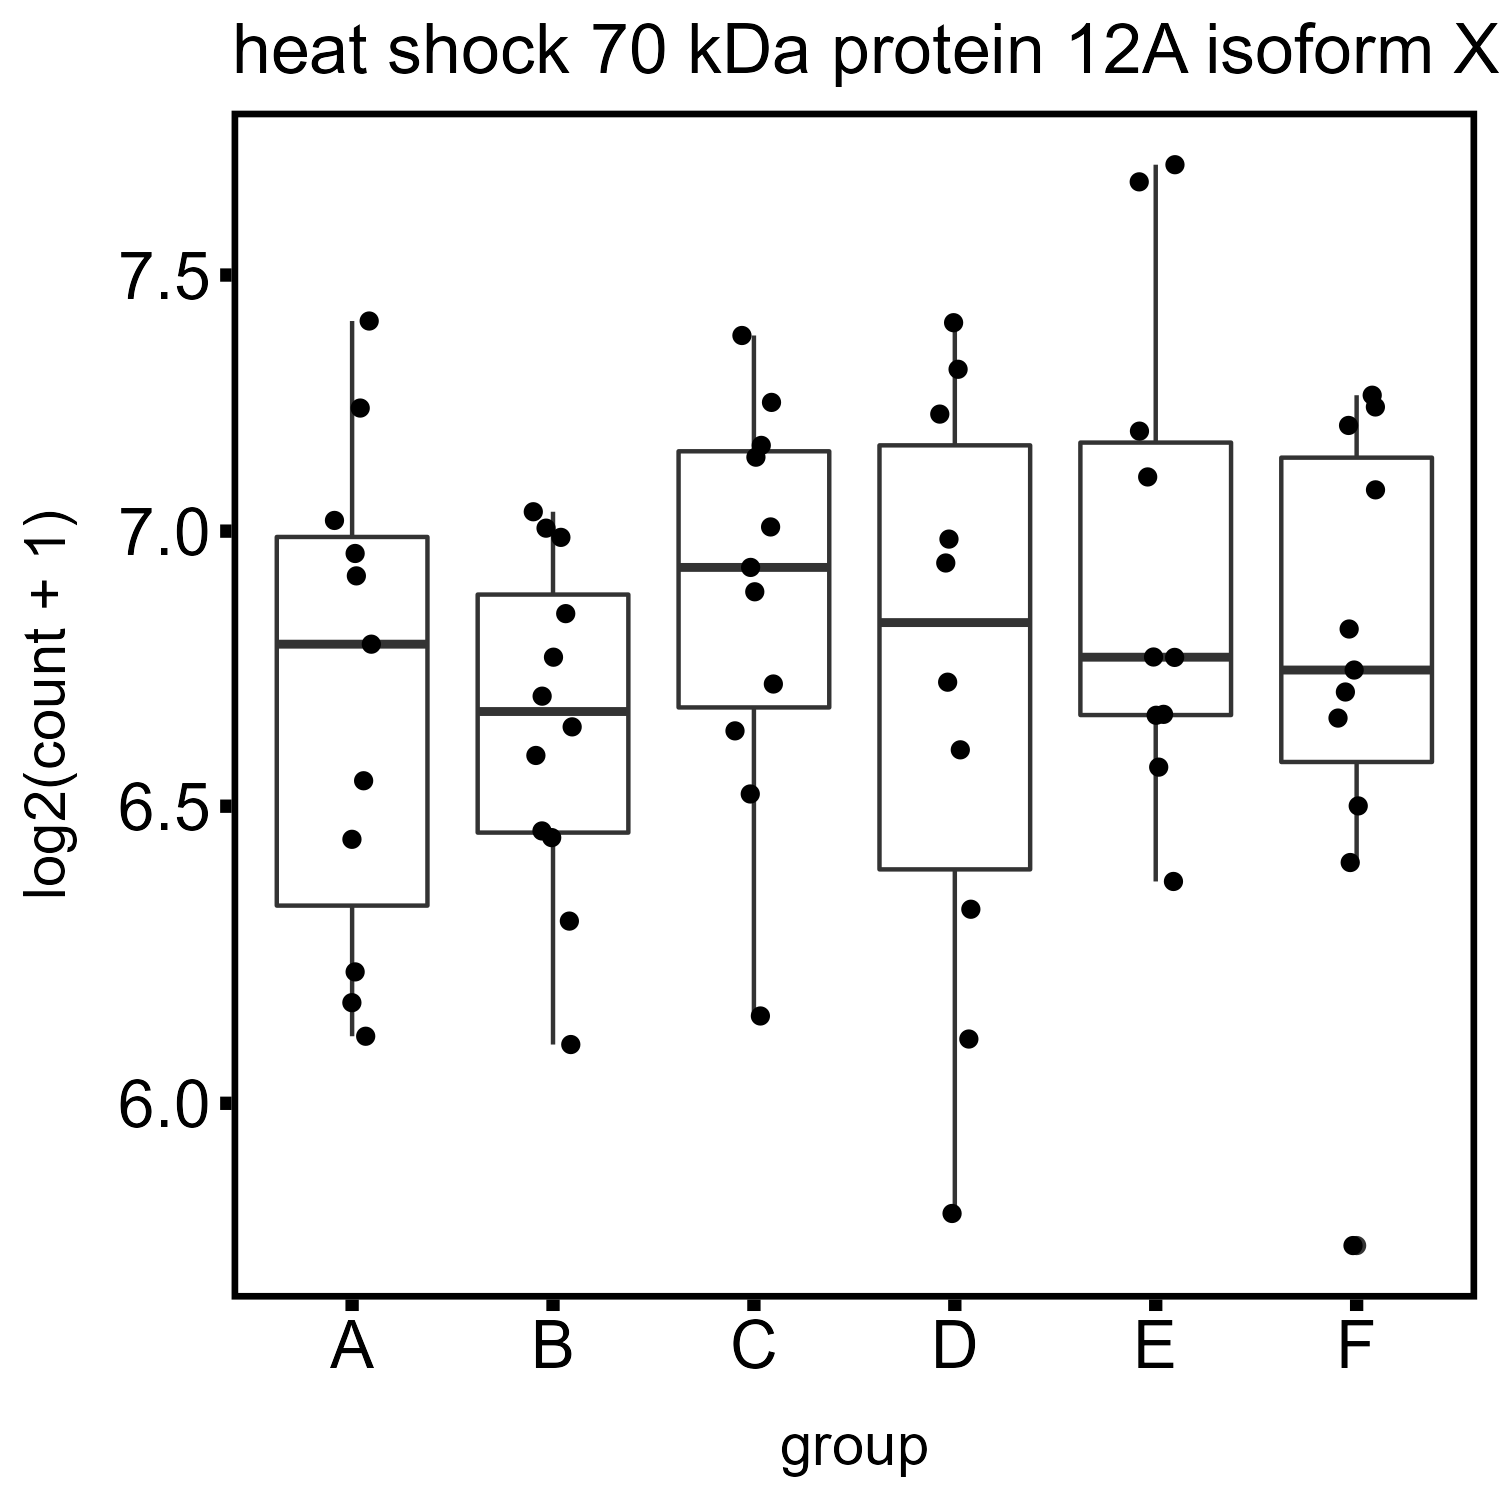 heat shock 70 kDa protein 12A isoform X
log2(count + 1)
7.5
7.0
6.5
6.0
A B C D E F
group